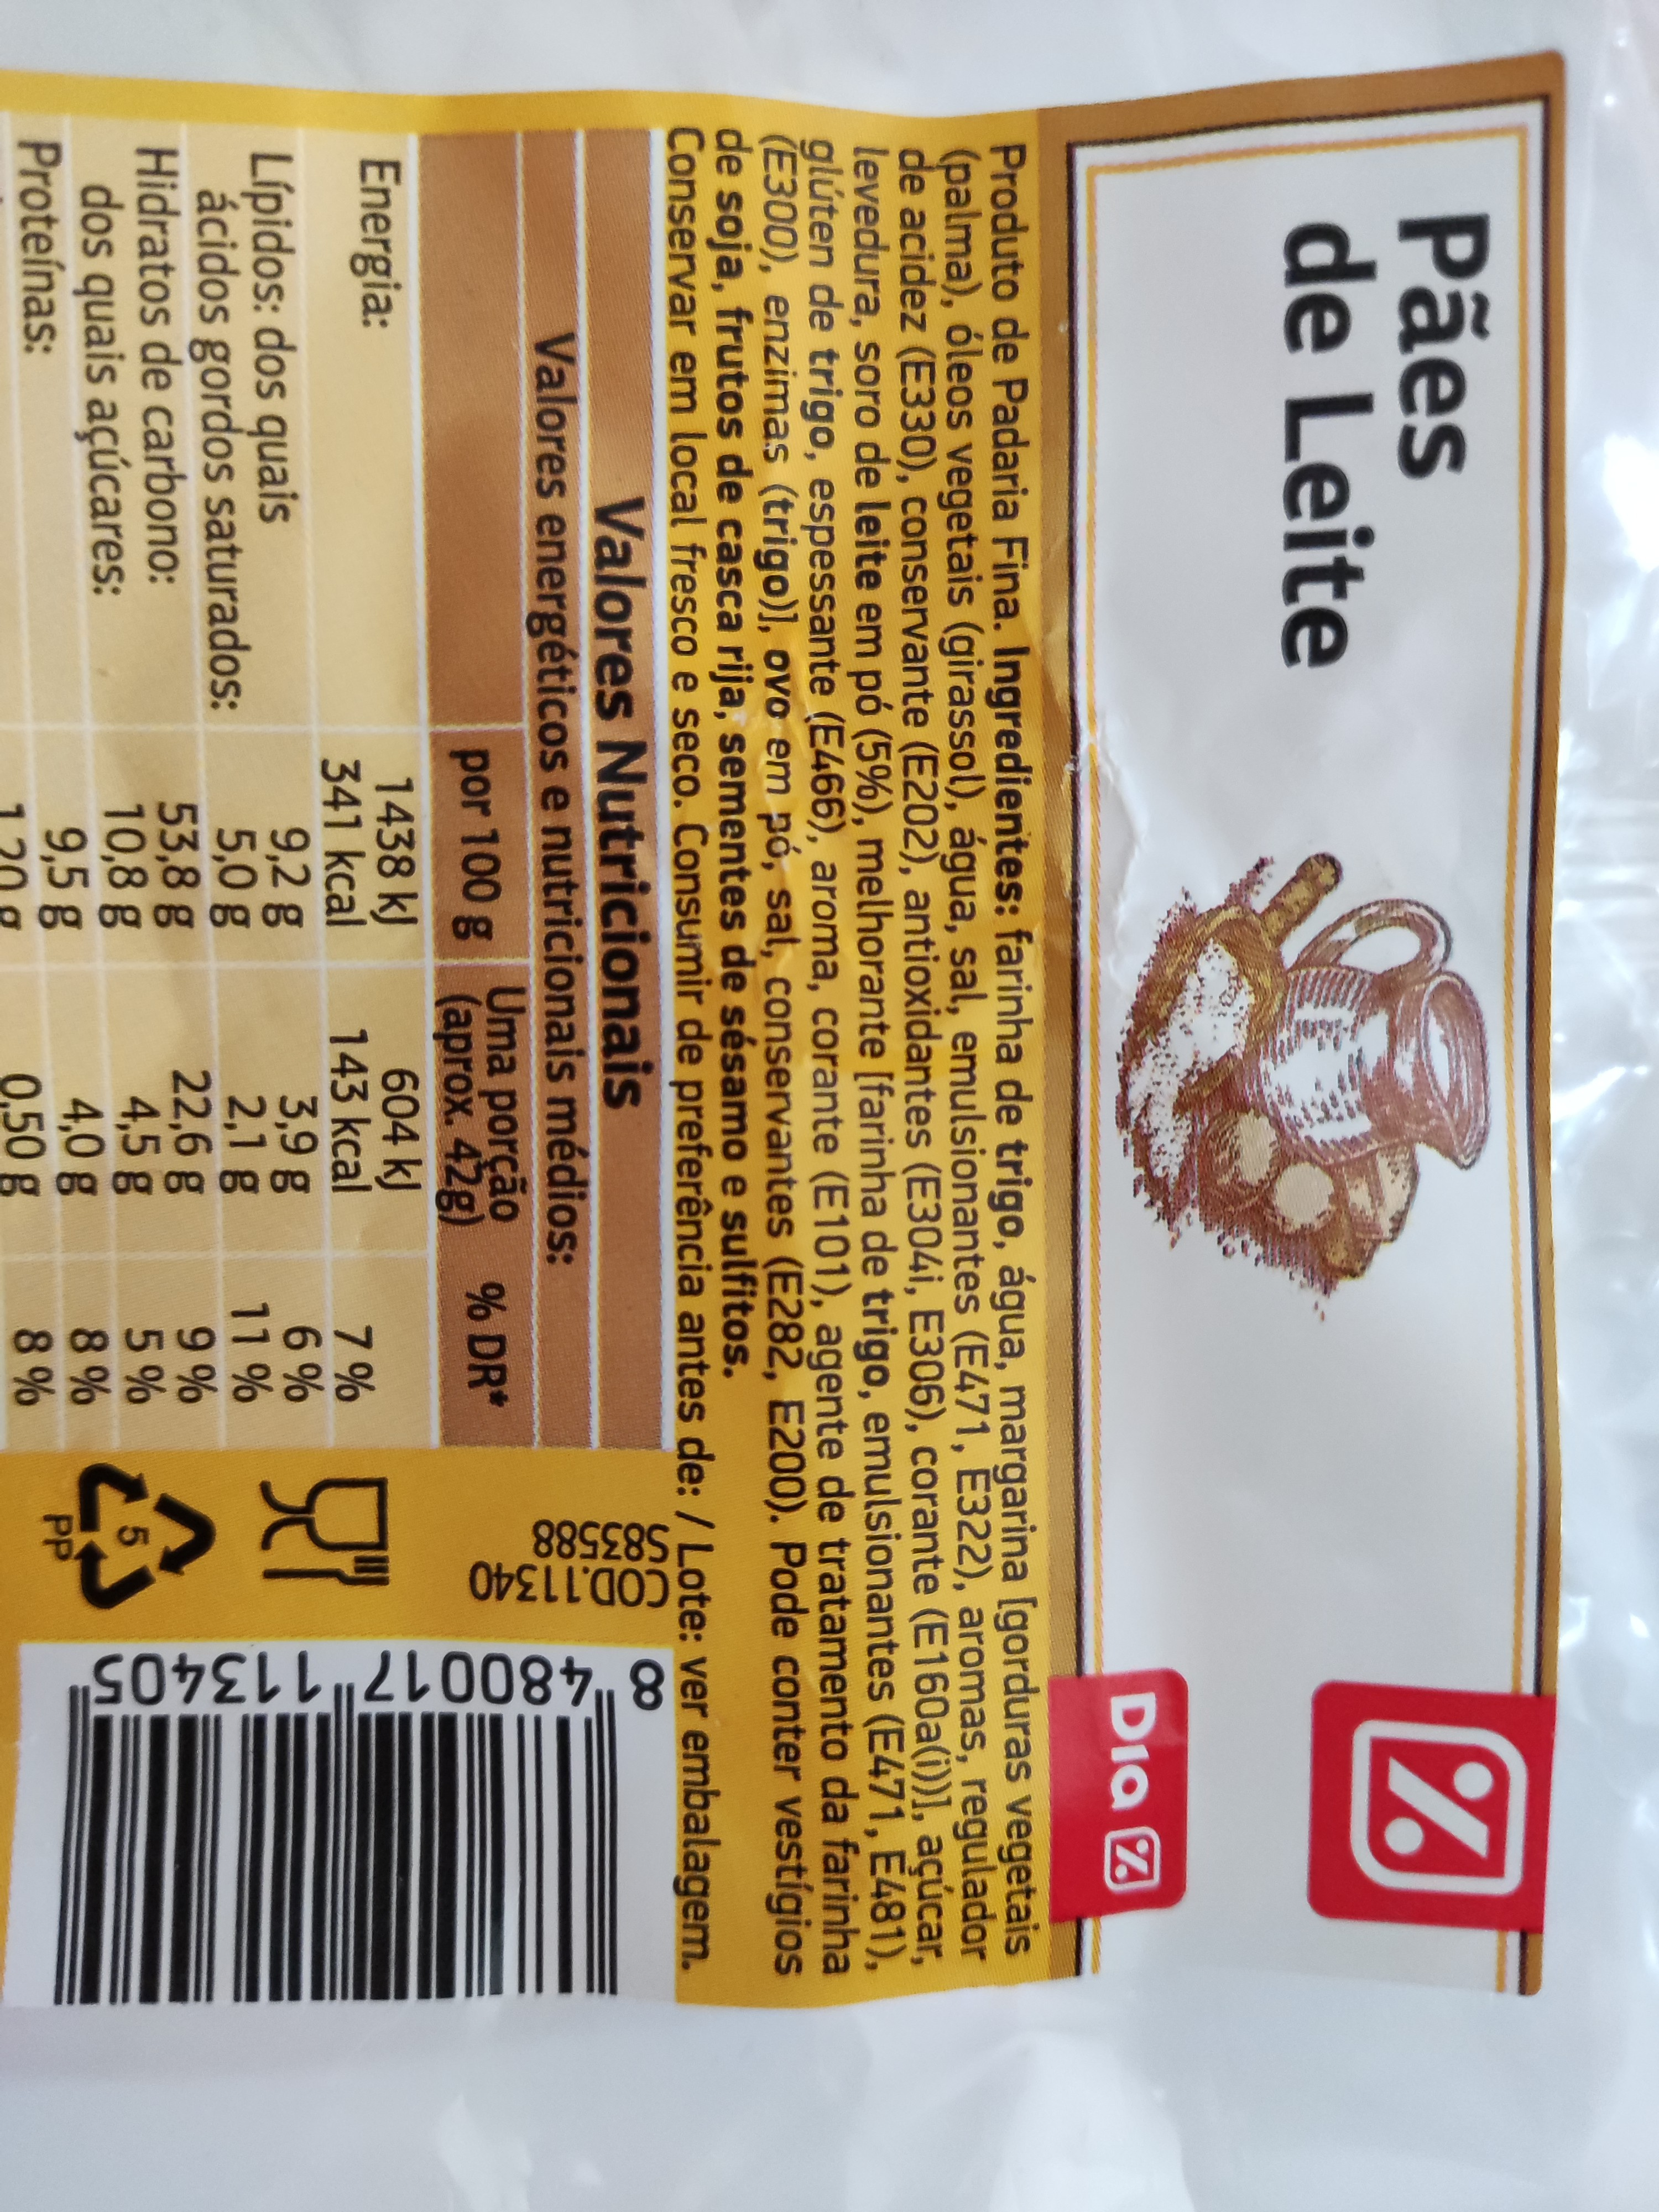 Pães
de Leite
DIA %
Produto de Padaria Fina. Ingredientes: farinha de trigo, água, margarina [gorduras vegetais
(palma), óleos vegetais (girassol), água, sal, emulsionantes (E471, E322), aromas, regulador
de acidez (E330), conservante (E202), antioxidantes (E304i, E306), corante (E160a(i))], açúcar,
levedura, soro de leite em pó (5%), melhorante [farinha de trigo, emulsionantes (E471, E481),
glúten de trigo, espessante (E466), aroma, corante (E101), agente de tratamento da farinha
(E300), enzimas (trigo)], ovo em pó, sal, conservantes (E282, E200). Pode conter vestígios
de soja, frutos de casca rija, sementes de sésamo e sulfitos.
Conservar em local fresco e seco. Consumir de preferência antes de: / Lote: ver embalagem.
Valores Nutricionais
Valores energéticos e nutricionais médios:
por 100 g Uma porção (aprox. 42g) % DR*
Energia: 1438 kJ 604 kJ
341 kcal 143 kcal 7 %
Lípidos: dos quais 9,2 g 3,9 g 6 %
ácidos gordos saturados: 5,0 g 2,1 g 11 %
Hidratos de carbono: 53,8 g 22,6 g 9 %
dos quais açúcares: 10,8 g 4,5 g 5 %
Proteínas: 9,5 g 4,0 g 8 %
1,20 g 0,50 g 8 %
COD.11340
S83588
5
PP
8 480017 113405